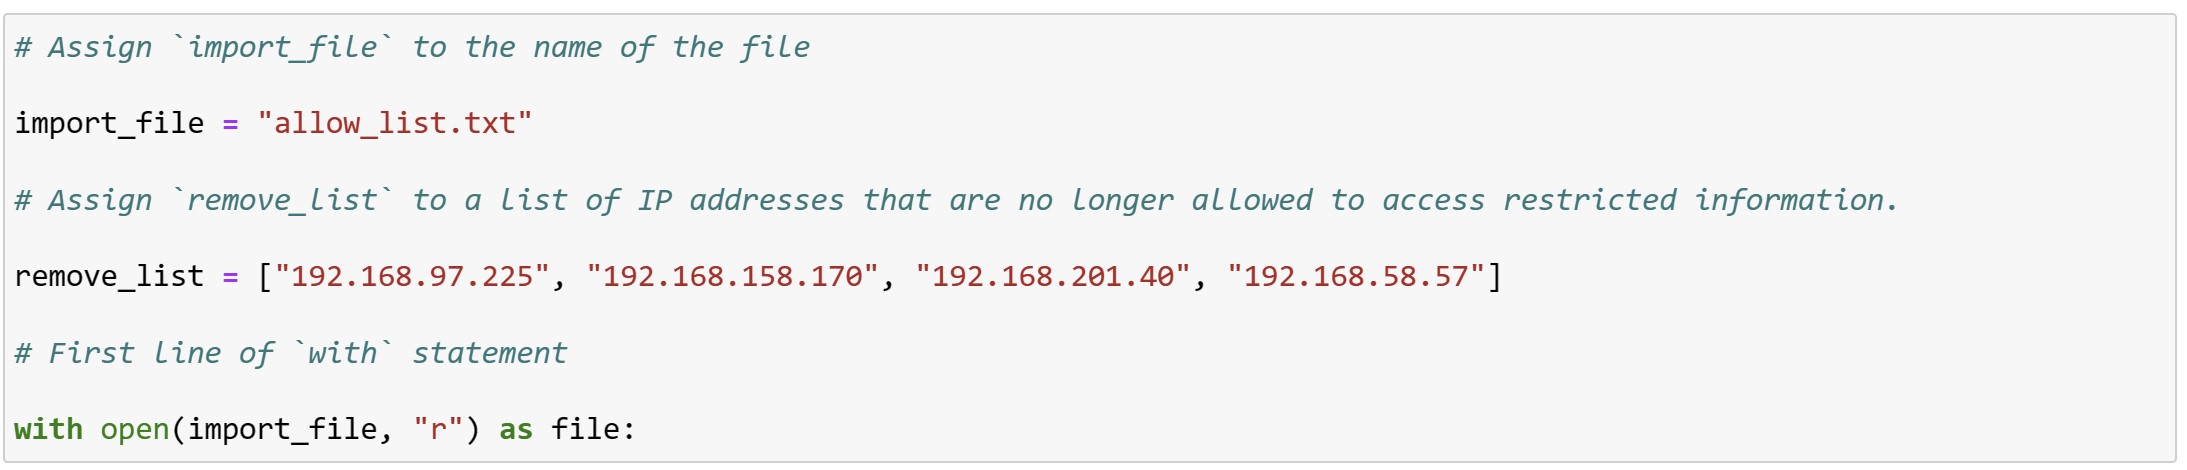 # Assign `import_file` to the name of the file
import_file = "allow_list.txt"
# Assign `remove_list` to a list of IP addresses that are no longer allowed to access restricted information.
remove_list = ["192.168.97.225", "192.168.158.170", "192.168.201.40", "192.168.58.57"]
# First line of `with` statement
with open(import_file, "r") as file: